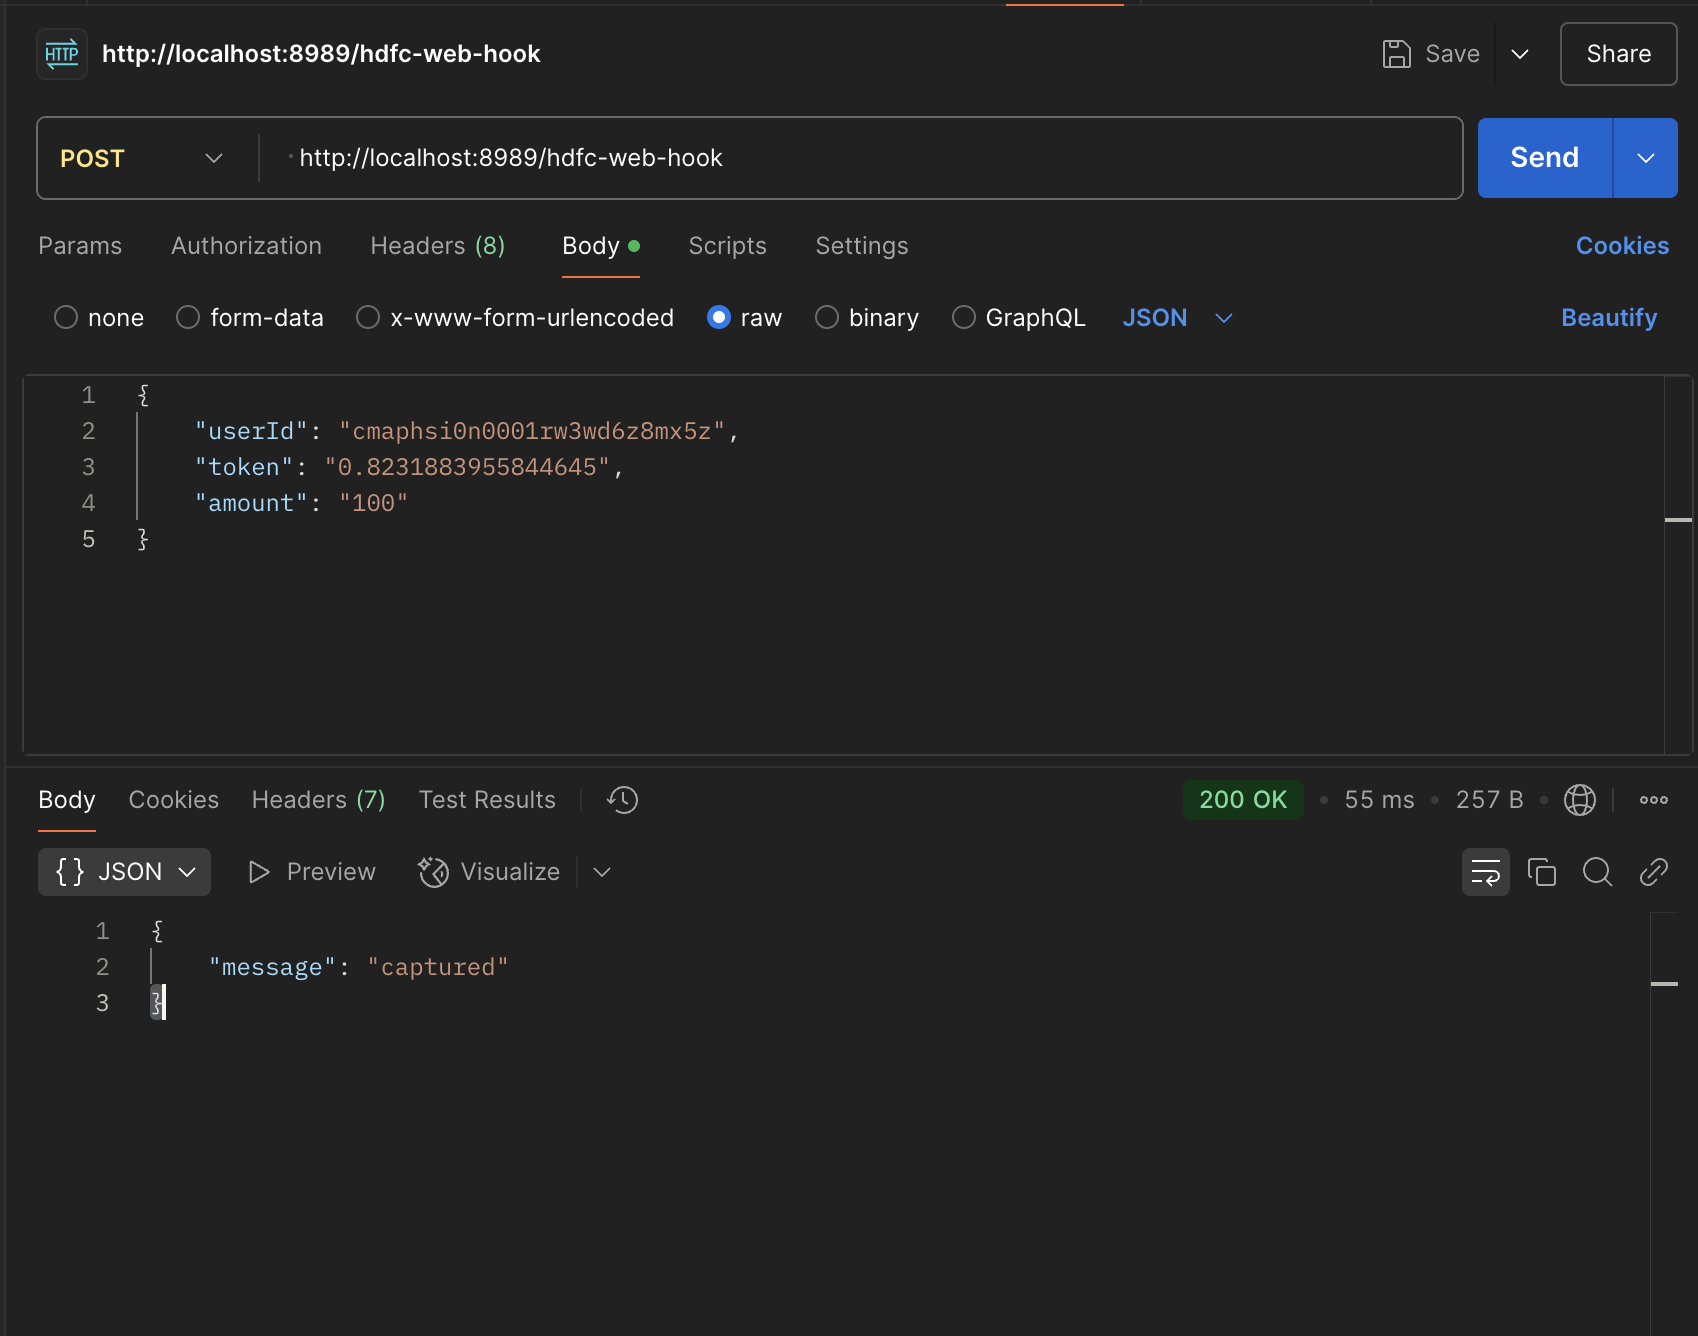 HTTP http://localhost:8989/hdfc-web-hook Save Share
POST http://localhost:8989/hdfc-web-hook Send
Params Authorization Headers (8) Body Scripts Settings Cookies
none form-data x-www-form-urlencoded raw binary GraphQL JSON Beautify
1 {
2 "userId": "cmaphsi0n0001rw3wd6z8mx5z",
3 "token": "0.8231883955844645",
4 "amount": "100"
5 }
Body Cookies Headers (7) Test Results 200 OK • 55 ms • 257 B •
{} JSON Preview Visualize
1 {
2 "message": "captured"
3 }